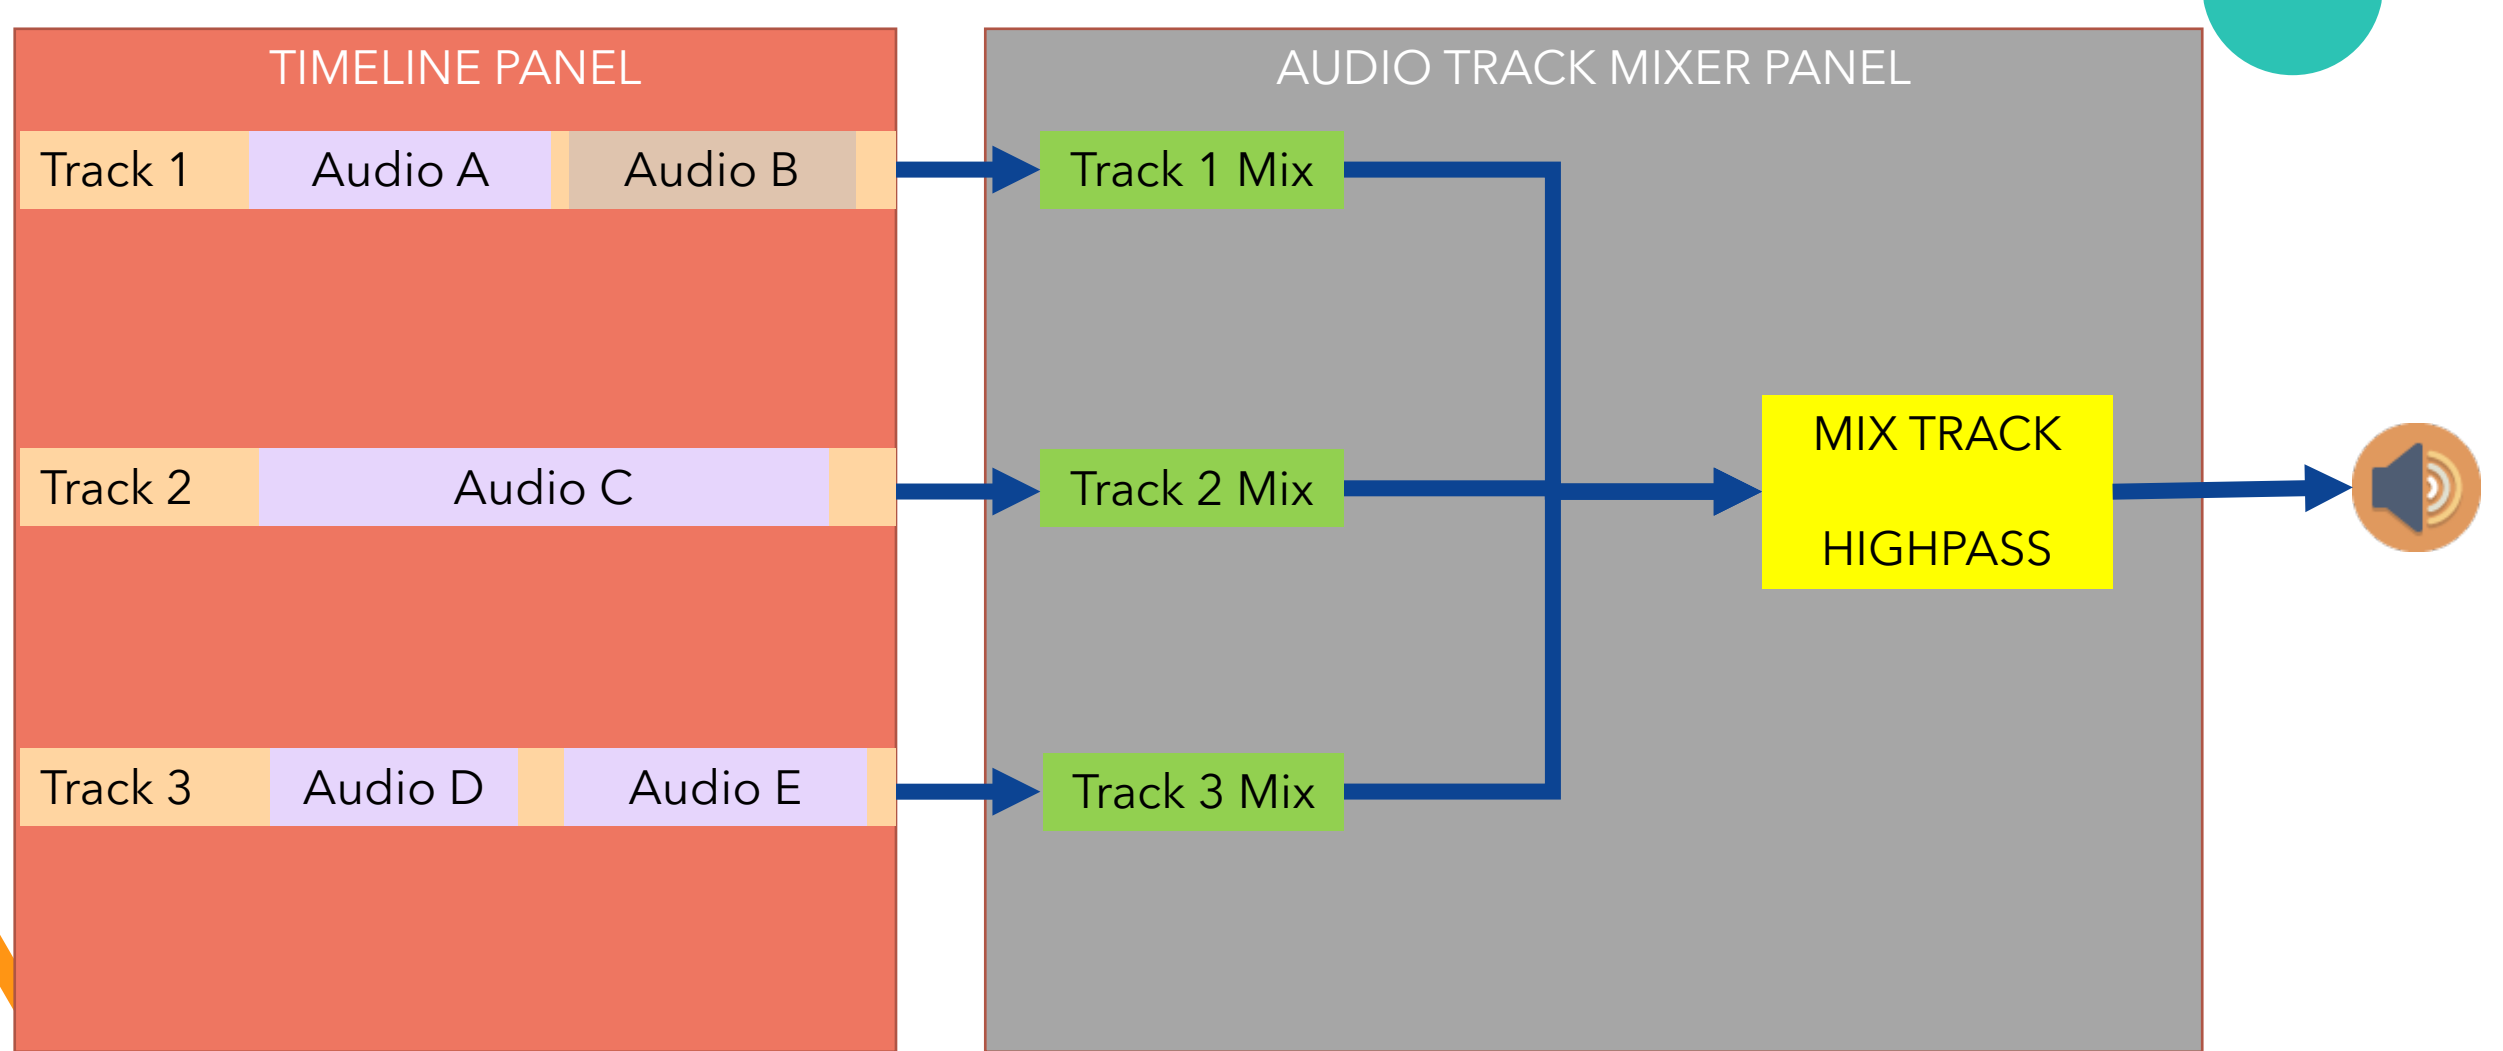 TIMELINE PANEL
AUDIO TRACK MIXER PANEL
Track 1
Audio A
Audio B
Track 1 Mix
Track 2
Audio C
Track 2 Mix
MIX TRACK
HIGHPASS
Track 3
Audio D
Audio E
Track 3 Mix